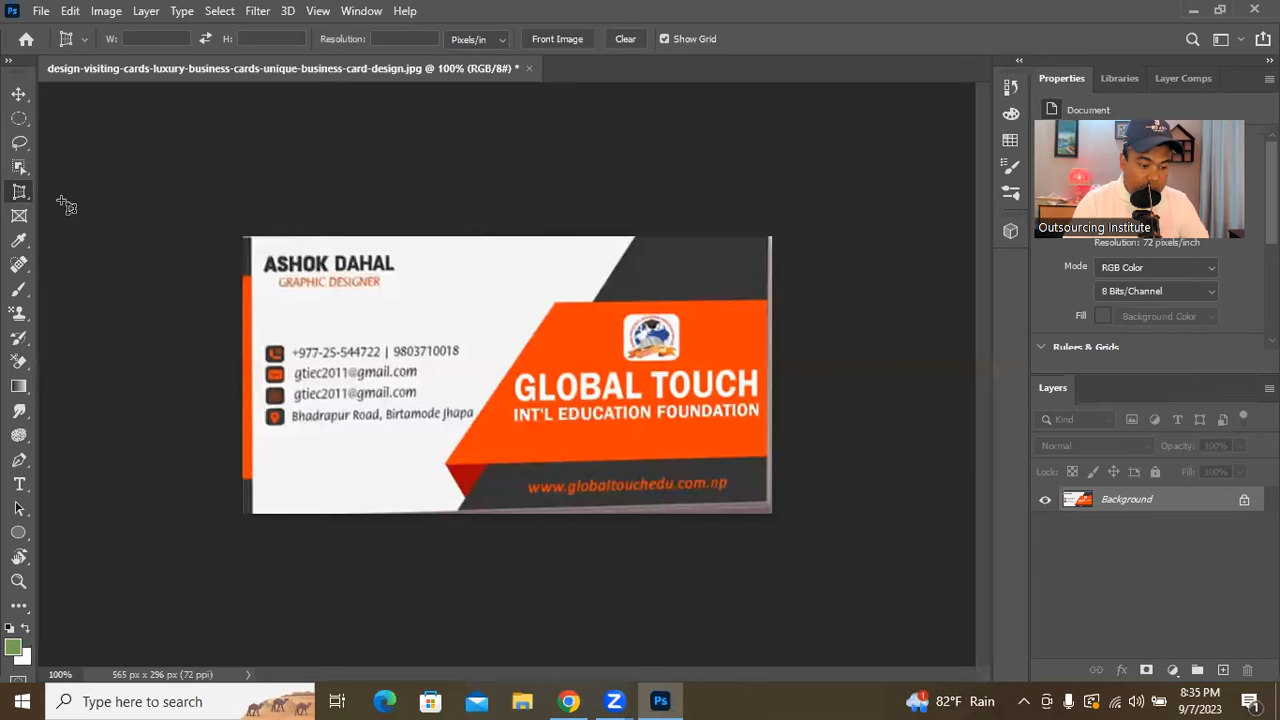 File Edit Image Layer Type Select Filter 3D View Window Help
W: H: Resolution: Pixels/in Front Image Clear Show Grid
design-visiting-cards-luxury-business-cards-unique-business-card-design.jpg @ 100% (RGB/8#) * ×
Properties Libraries Layer Comps
Document
Outsourcing Institute
Resolution: 72 pixels/inch
Mode RGB Color
8 Bits/Channel
Fill Background Color
Rulers & Grids
Layers
Kind
Normal Opacity: 100%
Lock: Fill: 100%
Background
ASHOK DAHAL
GRAPHIC DESIGNER
+977-25-544722 | 9803710018
gtiec2011@gmail.com
gtiec2011@gmail.com
Bhadrapur Road, Birtamode Jhapa
GLOBAL TOUCH
INT'L EDUCATION FOUNDATION
www.globaltouchedu.com.np
100% 565 px x 296 px (72 ppi)
Type here to search
82°F Rain
8:35 PM
9/7/2023